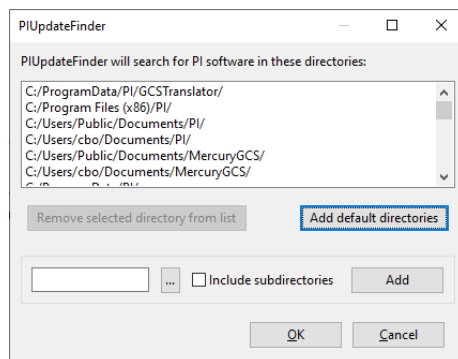 PIUpdateFinder
PIUpdateFinder will search for PI software in these directories:
C:/ProgramData/PI/GCSTranslator/
C:/Program Files (x86)/PI/
C:/Users/Public/Documents/PI/
C:/Users/cbo/Documents/PI/
C:/Users/Public/Documents/MercuryGCS/
C:/Users/cbo/Documents/MercuryGCS/
Remove selected directory from list
Add default directories
... Include subdirectories Add
OK Cancel